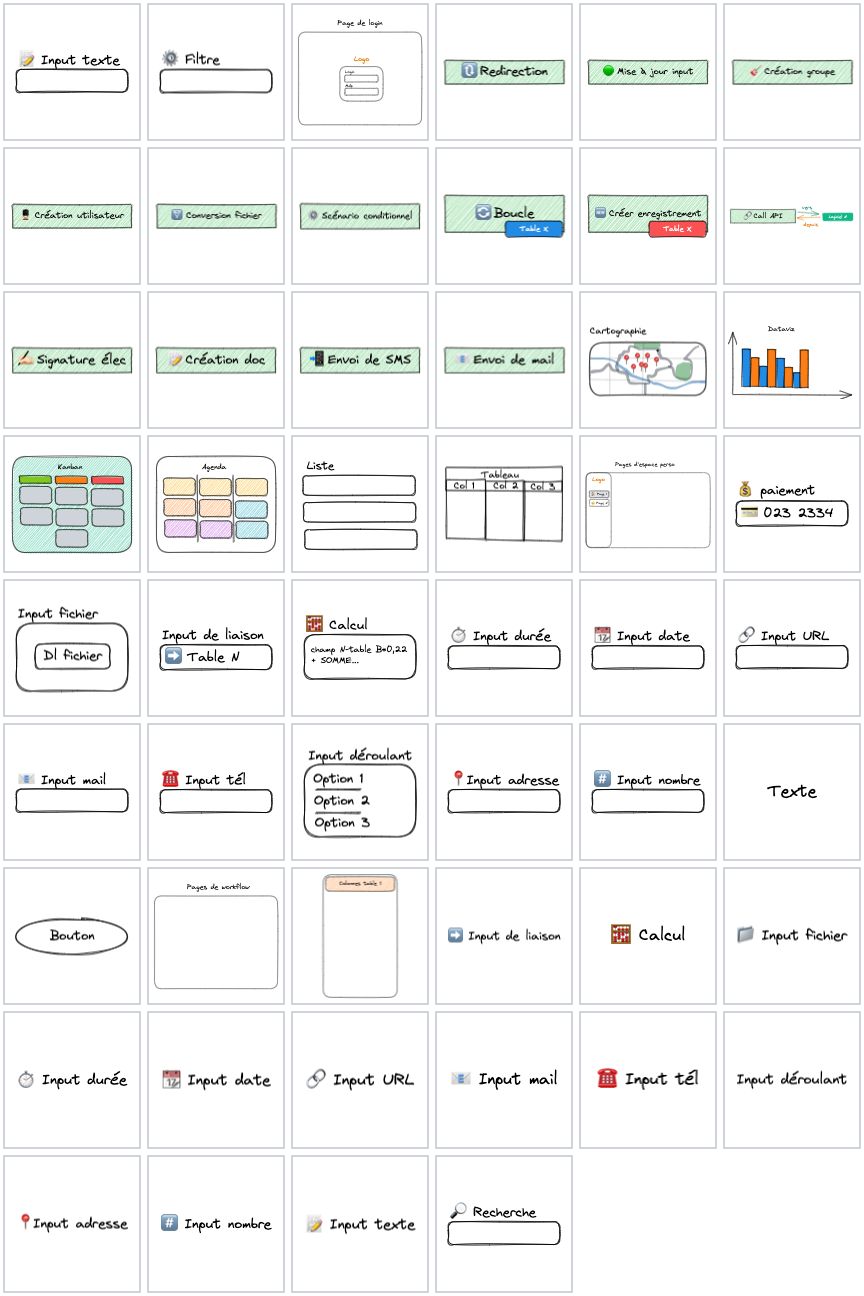 Input texte
Filtre
Page de login
Logo
Login
Mdp
Redirection
Mise à jour input
Création groupe
Création utilisateur
Conversion fichier
Scénario conditionnel
Boucle
Table X
Créer enregistrement
Table X
Call API
vers
depuis
Signature élec
Création doc
Envoi de SMS
Envoi de mail
Cartographie
Dataviz
Kanban
Agenda
Liste
Tableau
Col 1 Col 2 Col 3
Pages d'espace perso
Logo
paiement
023 2334
Input fichier
Dl fichier
Input de liaison
Table N
Calcul
champ N-table B=0,22
+ SOMME...
Input durée
Input date
Input URL
Input mail
Input tél
Input déroulant
Option 1
Option 2
Option 3
Input adresse
Input nombre
Texte
Bouton
Pages de workflow
Colonnes table 1
Input de liaison
Calcul
Input fichier
Input durée
Input date
Input URL
Input mail
Input tél
Input déroulant
Input adresse
Input nombre
Input texte
Recherche